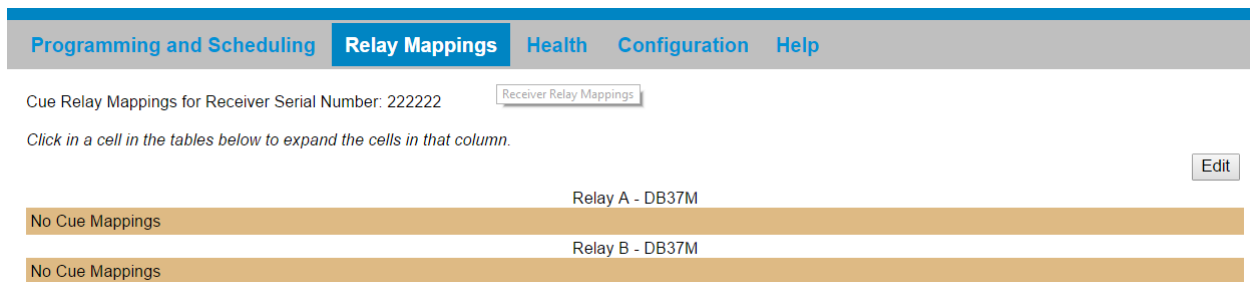 Programming and Scheduling Relay Mappings Health Configuration Help
Cue Relay Mappings for Receiver Serial Number: 222222
Receiver Relay Mappings
Click in a cell in the tables below to expand the cells in that column.
Edit
Relay A - DB37M
No Cue Mappings
Relay B - DB37M
No Cue Mappings